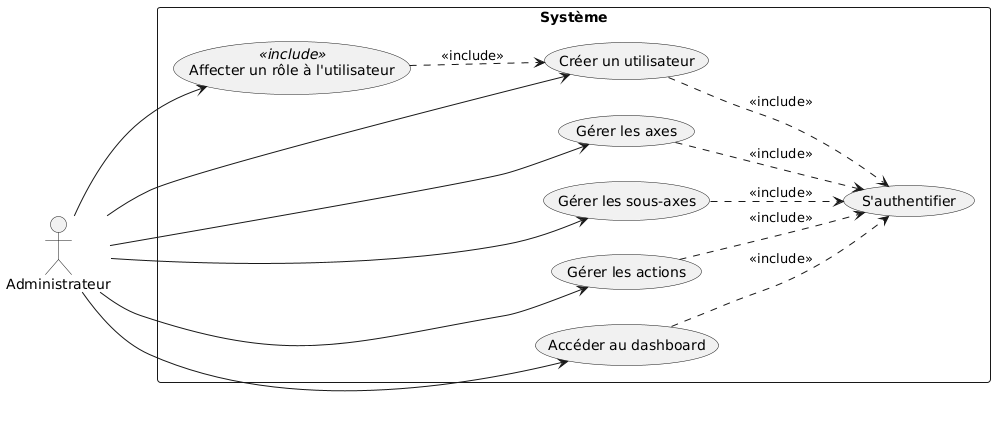 Système
«include»
Affecter un rôle à l'utilisateur
«include»
Créer un utilisateur
«include»
Gérer les axes
«include»
Gérer les sous-axes
«include»
S'authentifier
«include»
Gérer les actions
«include»
Administrateur
Accéder au dashboard